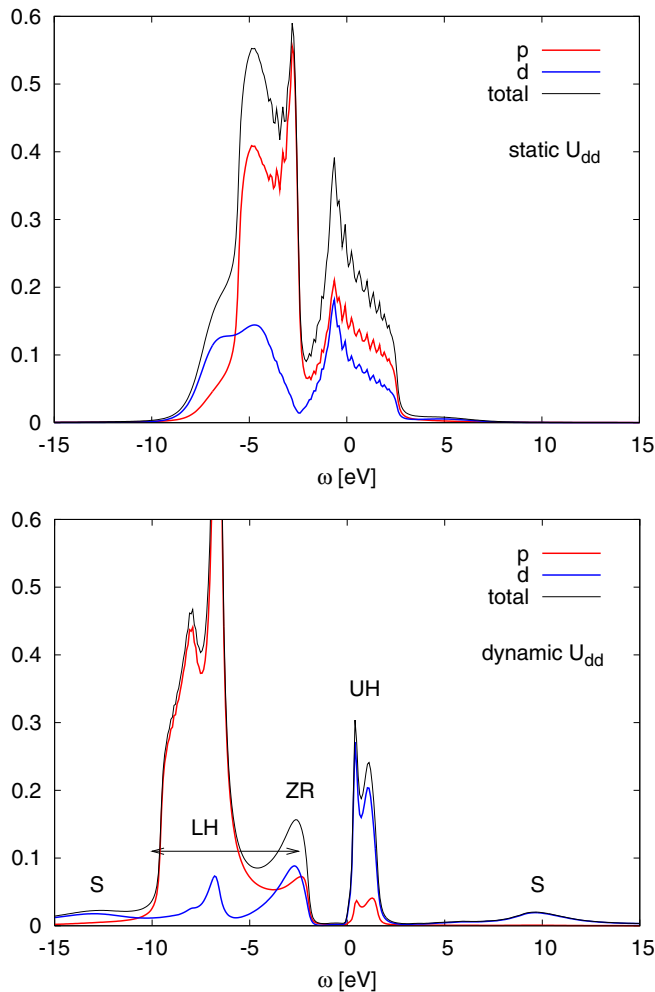 0.6
p
d
total
0.5
static U_dd
0.4
0.3
0.2
0.1
0
-15 -10 -5 0 5 10 15
ω [eV]
0.6
p
d
total
0.5
dynamic U_dd
0.4
UH
0.3
ZR
0.2
LH
0.1
S S
0
-15 -10 -5 0 5 10 15
ω [eV]